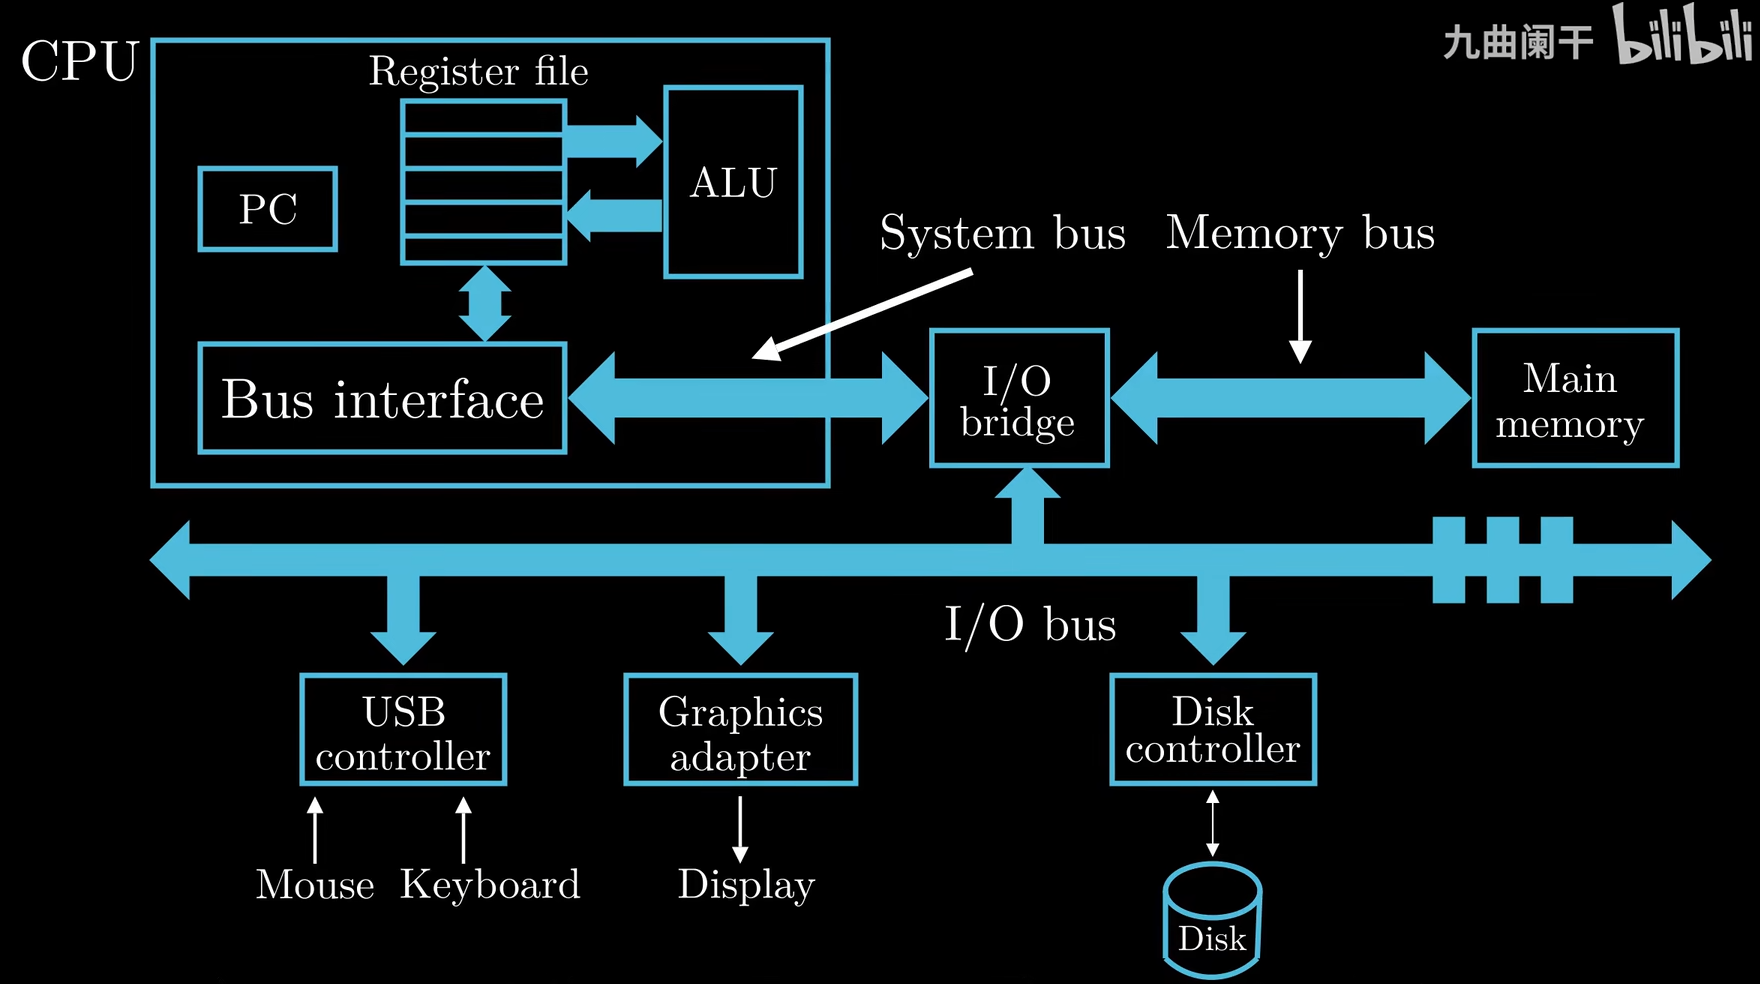 九曲阑干 bilibili
CPU
Register file
PC
ALU
System bus
Memory bus
Bus interface
I/O
bridge
Main
memory
I/O bus
USB
controller
Graphics
adapter
Disk
controller
Mouse
Keyboard
Display
Disk